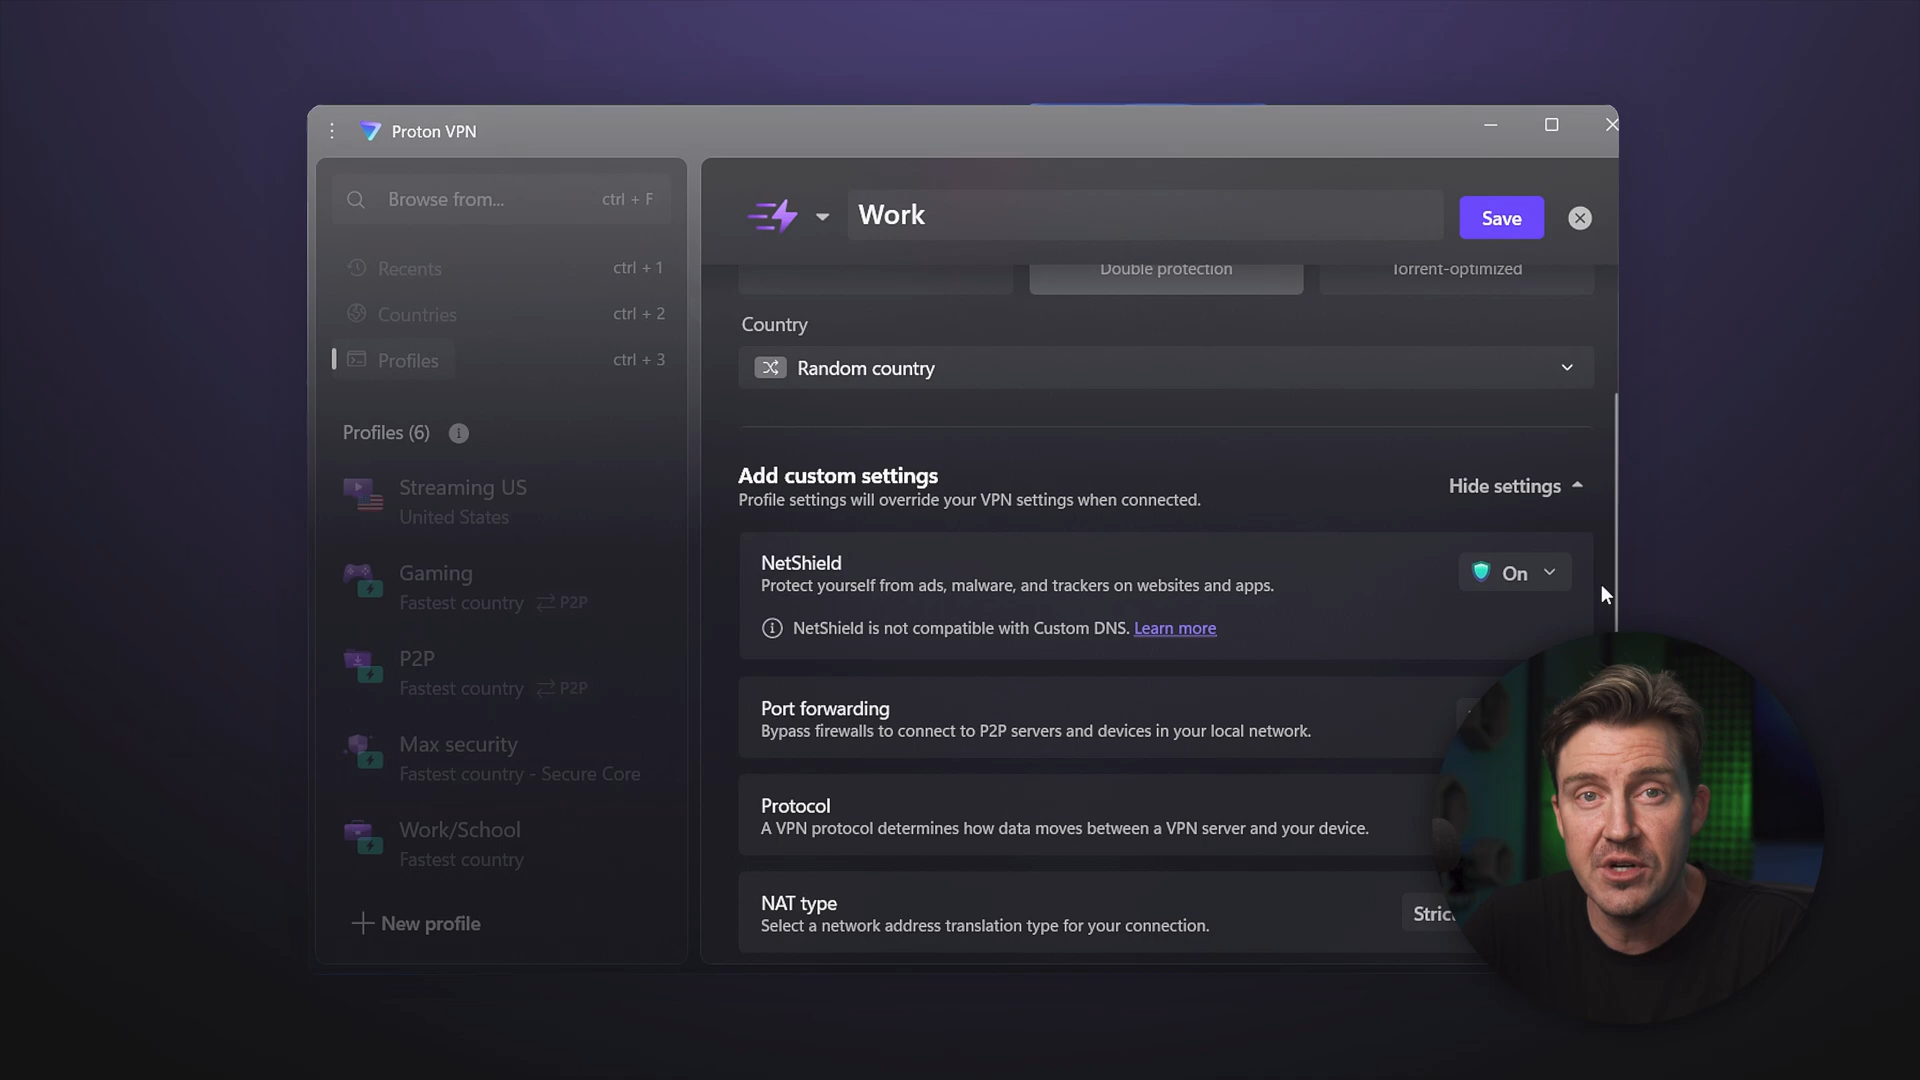 Proton VPN
Browse from... ctrl + F
Recents ctrl + 1
Countries ctrl + 2
Profiles ctrl + 3
Profiles (6)
Streaming US
United States
Gaming
Fastest country P2P
P2P
Fastest country P2P
Max security
Fastest country - Secure Core
Work/School
Fastest country
New profile
Work
Save
Double protection
Torrent-optimized
Country
Random country
Add custom settings
Profile settings will override your VPN settings when connected.
Hide settings
NetShield
Protect yourself from ads, malware, and trackers on websites and apps.
On
NetShield is not compatible with Custom DNS. Learn more
Port forwarding
Bypass firewalls to connect to P2P servers and devices in your local network.
Protocol
A VPN protocol determines how data moves between a VPN server and your device.
NAT type
Select a network address translation type for your connection.